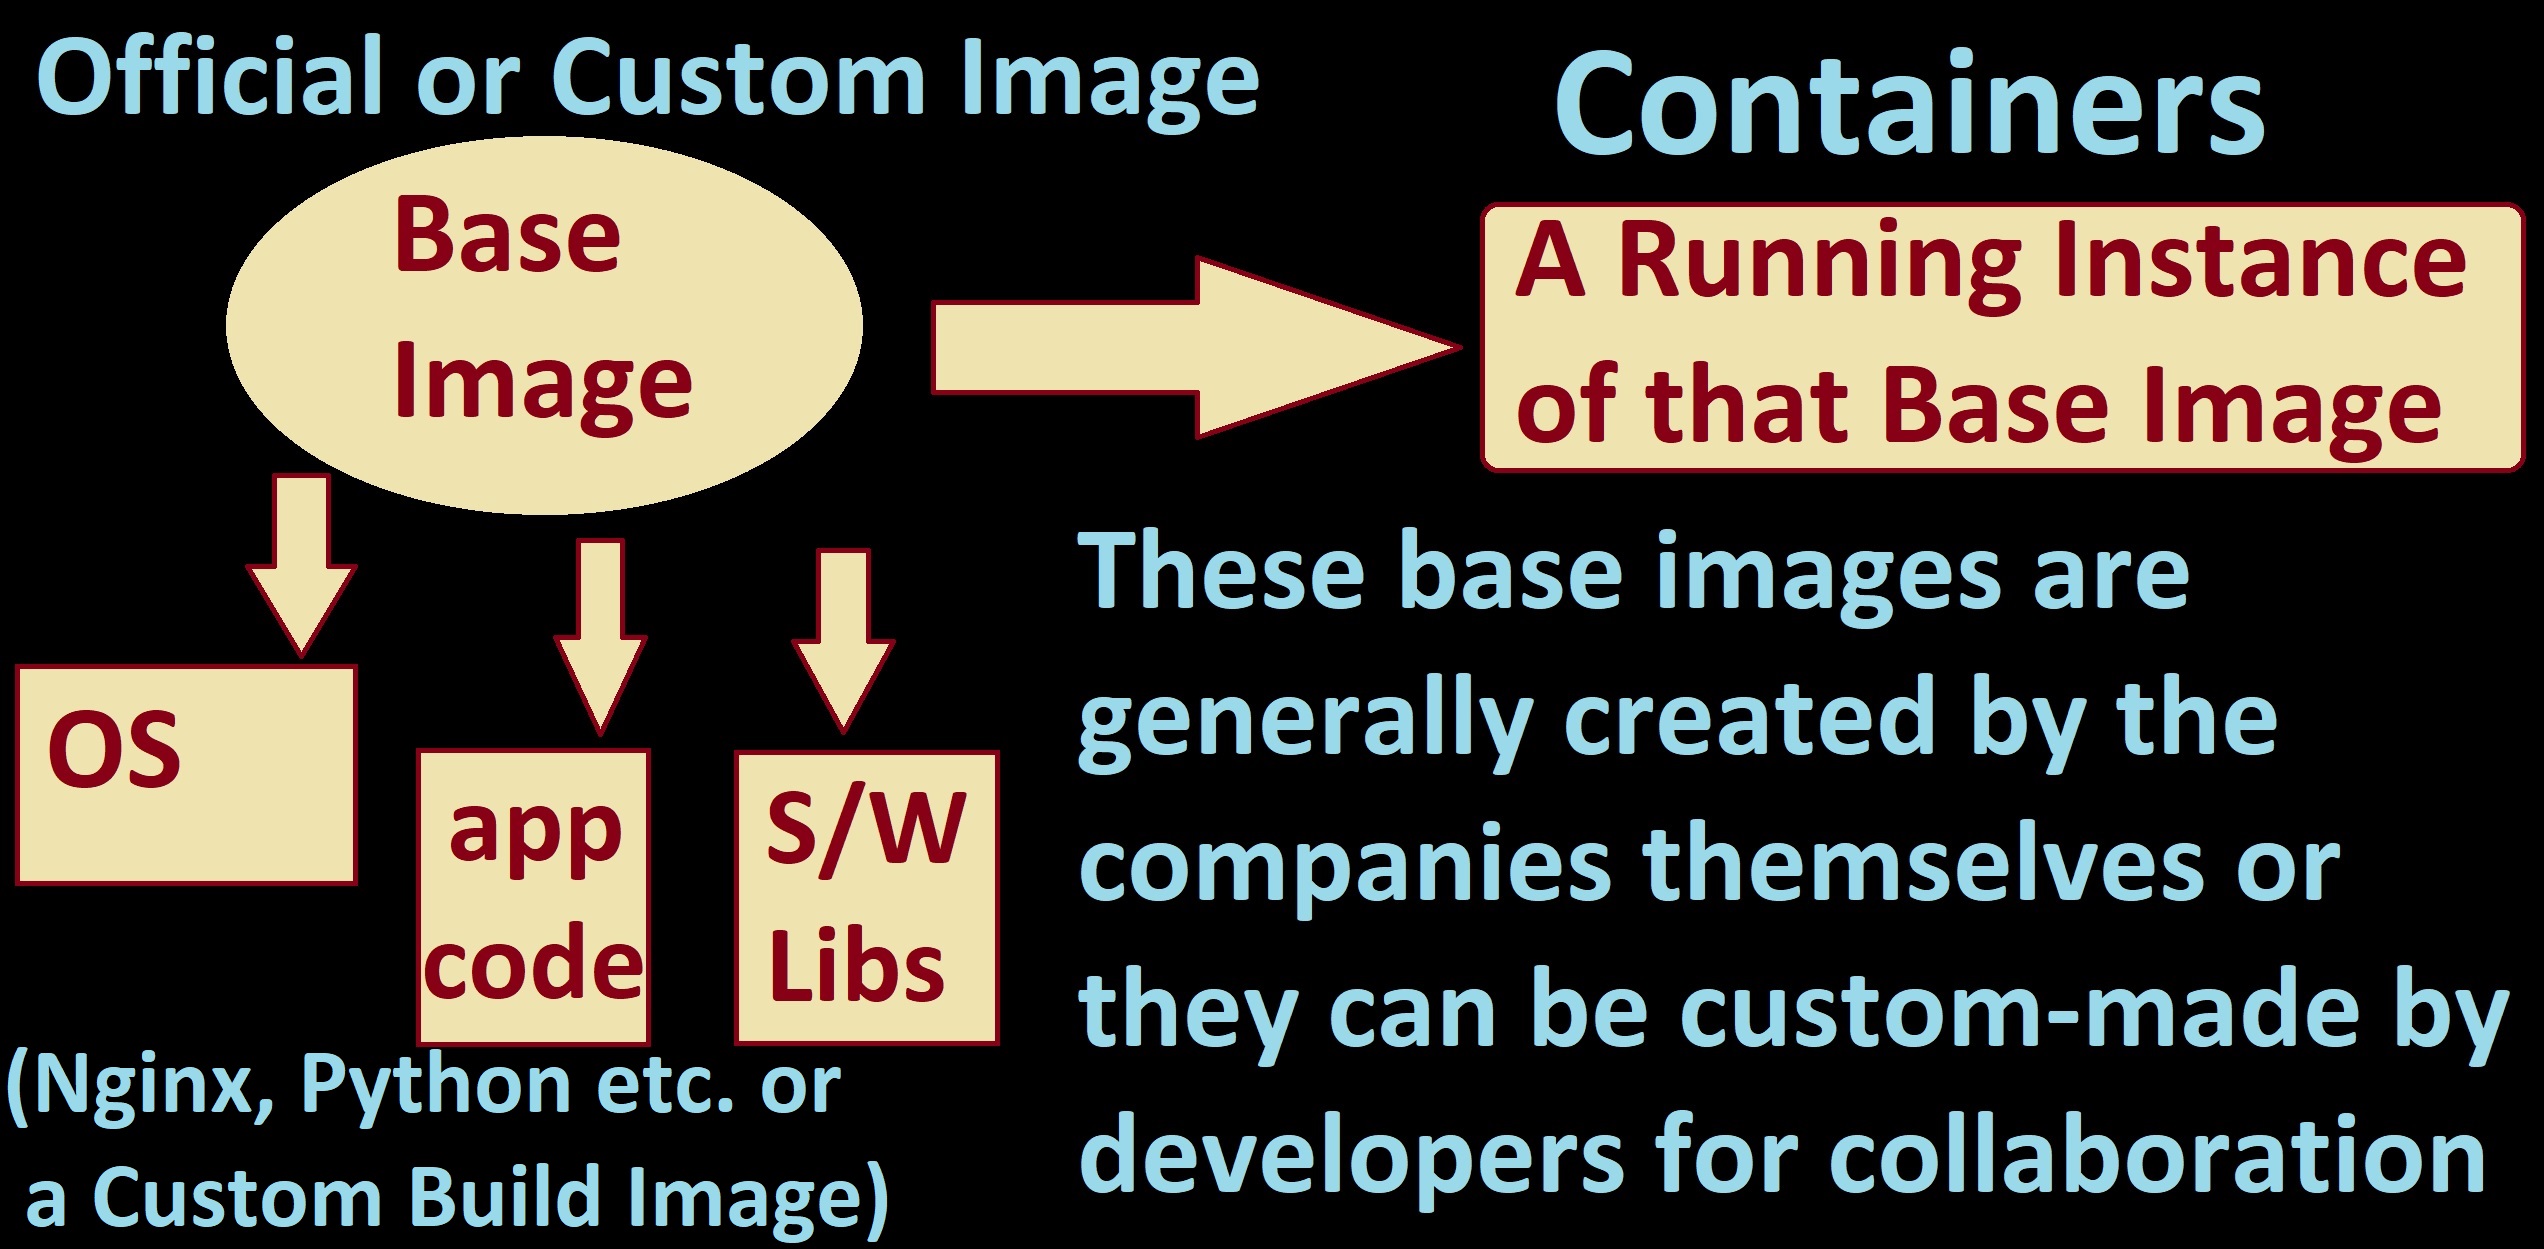 Official or Custom Image
Base
Image
OS
app
code
S/W
Libs
(Nginx, Python etc. or
a Custom Build Image)
Containers
A Running Instance
of that Base Image
These base images are
generally created by the
companies themselves or
they can be custom-made by
developers for collaboration